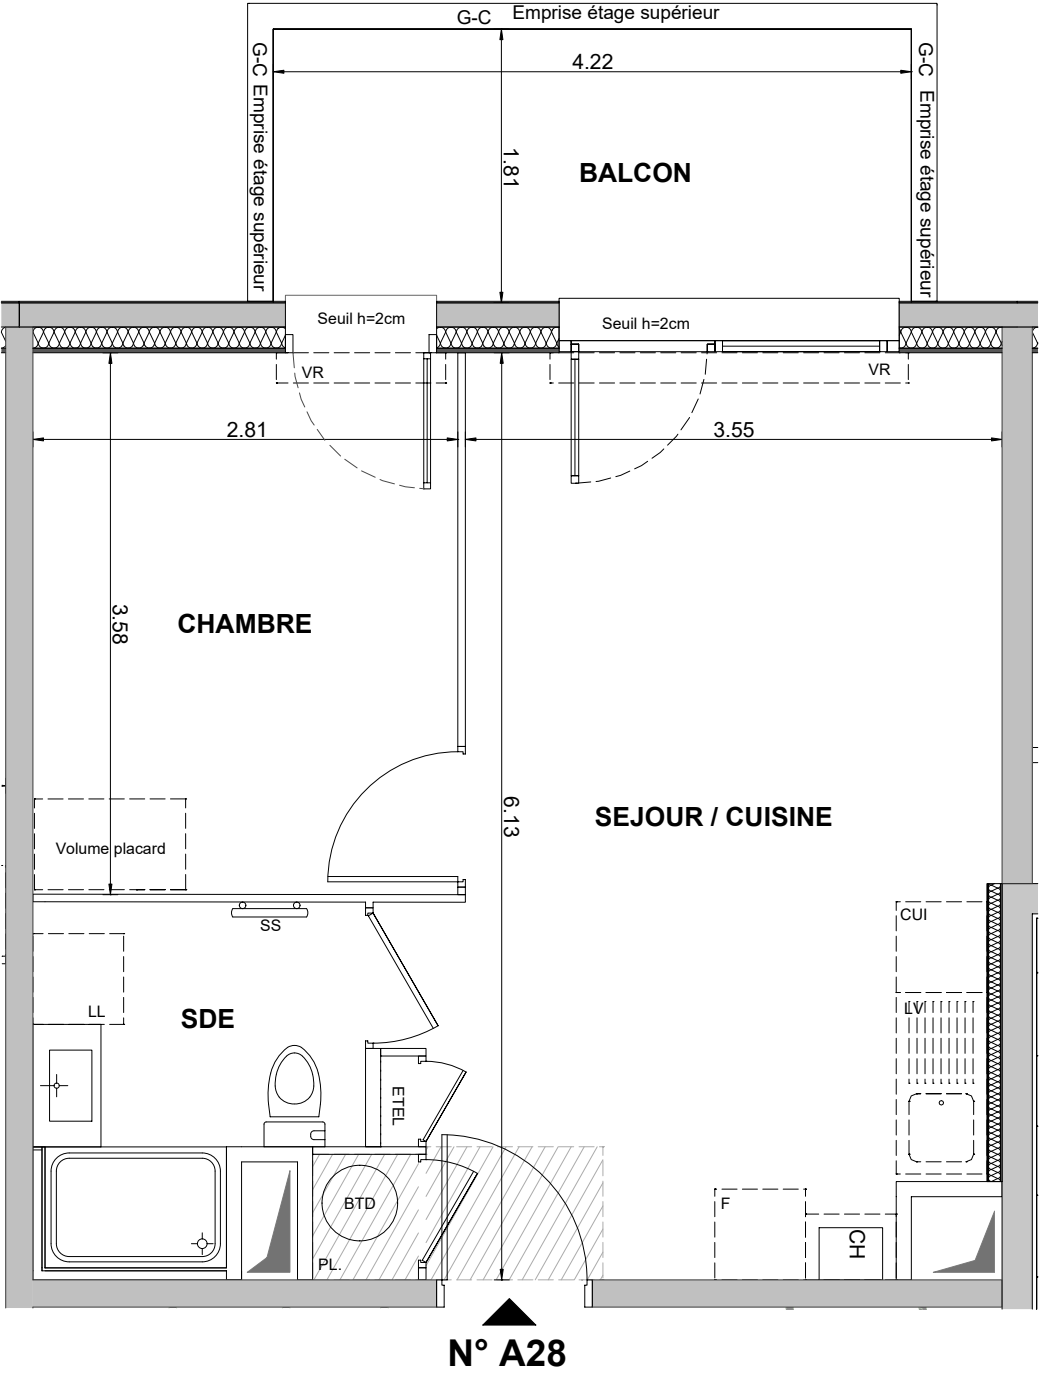 G-C Emprise étage supérieur
G-C Emprise étage supérieur
G-C Emprise étage supérieur
4.22
1.81
BALCON
Seuil h=2cm
Seuil h=2cm
VR
VR
2.81
3.55
3.58
CHAMBRE
6.13
SEJOUR / CUISINE
Volume placard
SS
CUI
LL
SDE
LV
ETEL
BTD
PL.
F
CH
N° A28